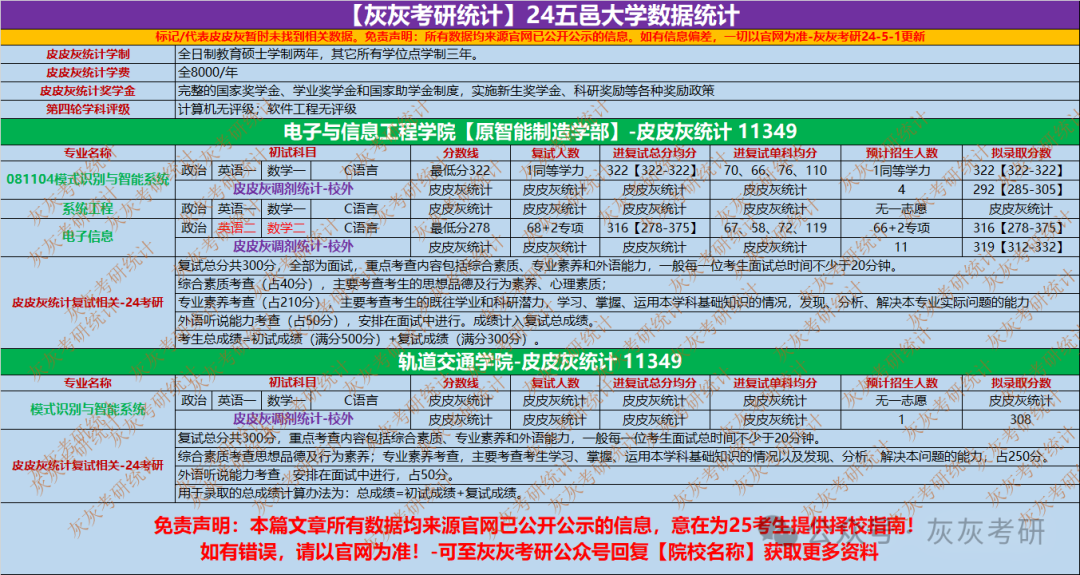 【灰灰考研统计】24五邑大学数据统计
标记/代表皮皮灰暂时未找到相关数据。免责声明：所有数据均来源官网已公开公示的信息。如有信息偏差，一切以官网为准-灰灰考研24-5-1更新
皮皮灰统计学制 全日制教育硕士学制两年，其它所有学位点学制三年。
皮皮灰统计学费 全8000/年
皮皮灰统计奖学金 完整的国家奖学金、学业奖学金和国家助学金制度，实施新生奖学金、科研奖励等各种奖励政策
第四轮学科评级 计算机无评级；软件工程无评级
电子与信息工程学院【原智能制造学部】-皮皮灰统计 11349
专业名称 初试科目 分数线 复试人数 进复试总分均分 进复试单科均分 预计招生人数 拟录取分数
081104模式识别与智能系统 政治 英语一 数学一 C语言 最低分322 1同等学力 322【322-322】 70、66、76、110 1同等学力 322【322-322】
皮皮灰调剂统计-校外 皮皮灰统计 皮皮灰统计 皮皮灰统计 皮皮灰统计 4 292【285-305】
系统工程 政治 英语一 数学一 C语言 皮皮灰统计 皮皮灰统计 皮皮灰统计 皮皮灰统计 无一志愿 皮皮灰统计
电子信息 政治 英语二 数学二 C语言 最低分278 68+2专项 316【278-375】 67、58、72、119 66+2专项 316【278-375】
皮皮灰调剂统计-校外 皮皮灰统计 皮皮灰统计 皮皮灰统计 皮皮灰统计 11 319【312-332】
皮皮灰统计复试相关-24考研
复试总分共300分，全部为面试，重点考查内容包括综合素质、专业素养和外语能力，一般每一位考生面试总时间不少于20分钟。
综合素质考查（占40分），主要考查考生的思想品德及行为素养、心理素质；
专业素养考查（占210分），主要考查考生的既往学业和科研潜力，学习、掌握、运用本学科基础知识的情况，发现、分析、解决本专业实际问题的能力
外语听说能力考查（占50分），安排在面试中进行。成绩计入复试总成绩。
考生总成绩=初试成绩（满分500分）+复试成绩（满分300分）。
轨道交通学院-皮皮灰统计 11349
专业名称 初试科目 分数线 复试人数 进复试总分均分 进复试单科均分 预计招生人数 拟录取分数
模式识别与智能系统 政治 英语一 数学一 C语言 皮皮灰统计 皮皮灰统计 皮皮灰统计 皮皮灰统计 无一志愿 皮皮灰统计
皮皮灰调剂统计-校外 皮皮灰统计 皮皮灰统计 皮皮灰统计 皮皮灰统计 1 308
皮皮灰统计复试相关-24考研
复试总分共300分，重点考查内容包括综合素质、专业素养和外语能力，一般每一位考生面试总时间不少于20分钟。
综合素质考查思想品德及行为素养；专业素养考查，主要考查考生学习、掌握、运用本学科基础知识的情况以及发现、分析、解决本问题的能力，占250分。
外语听说能力考查，安排在面试中进行，占50分。
用于录取的总成绩计算办法为：总成绩=初试成绩+复试成绩。
免责声明：本篇文章所有数据均来源官网已公开公示的信息，意在为25考生提供择校指南！
如有错误，请以官网为准！-可至灰灰考研公众号回复【院校名称】获取更多资料
公众号 · 灰灰考研
灰灰考研统计